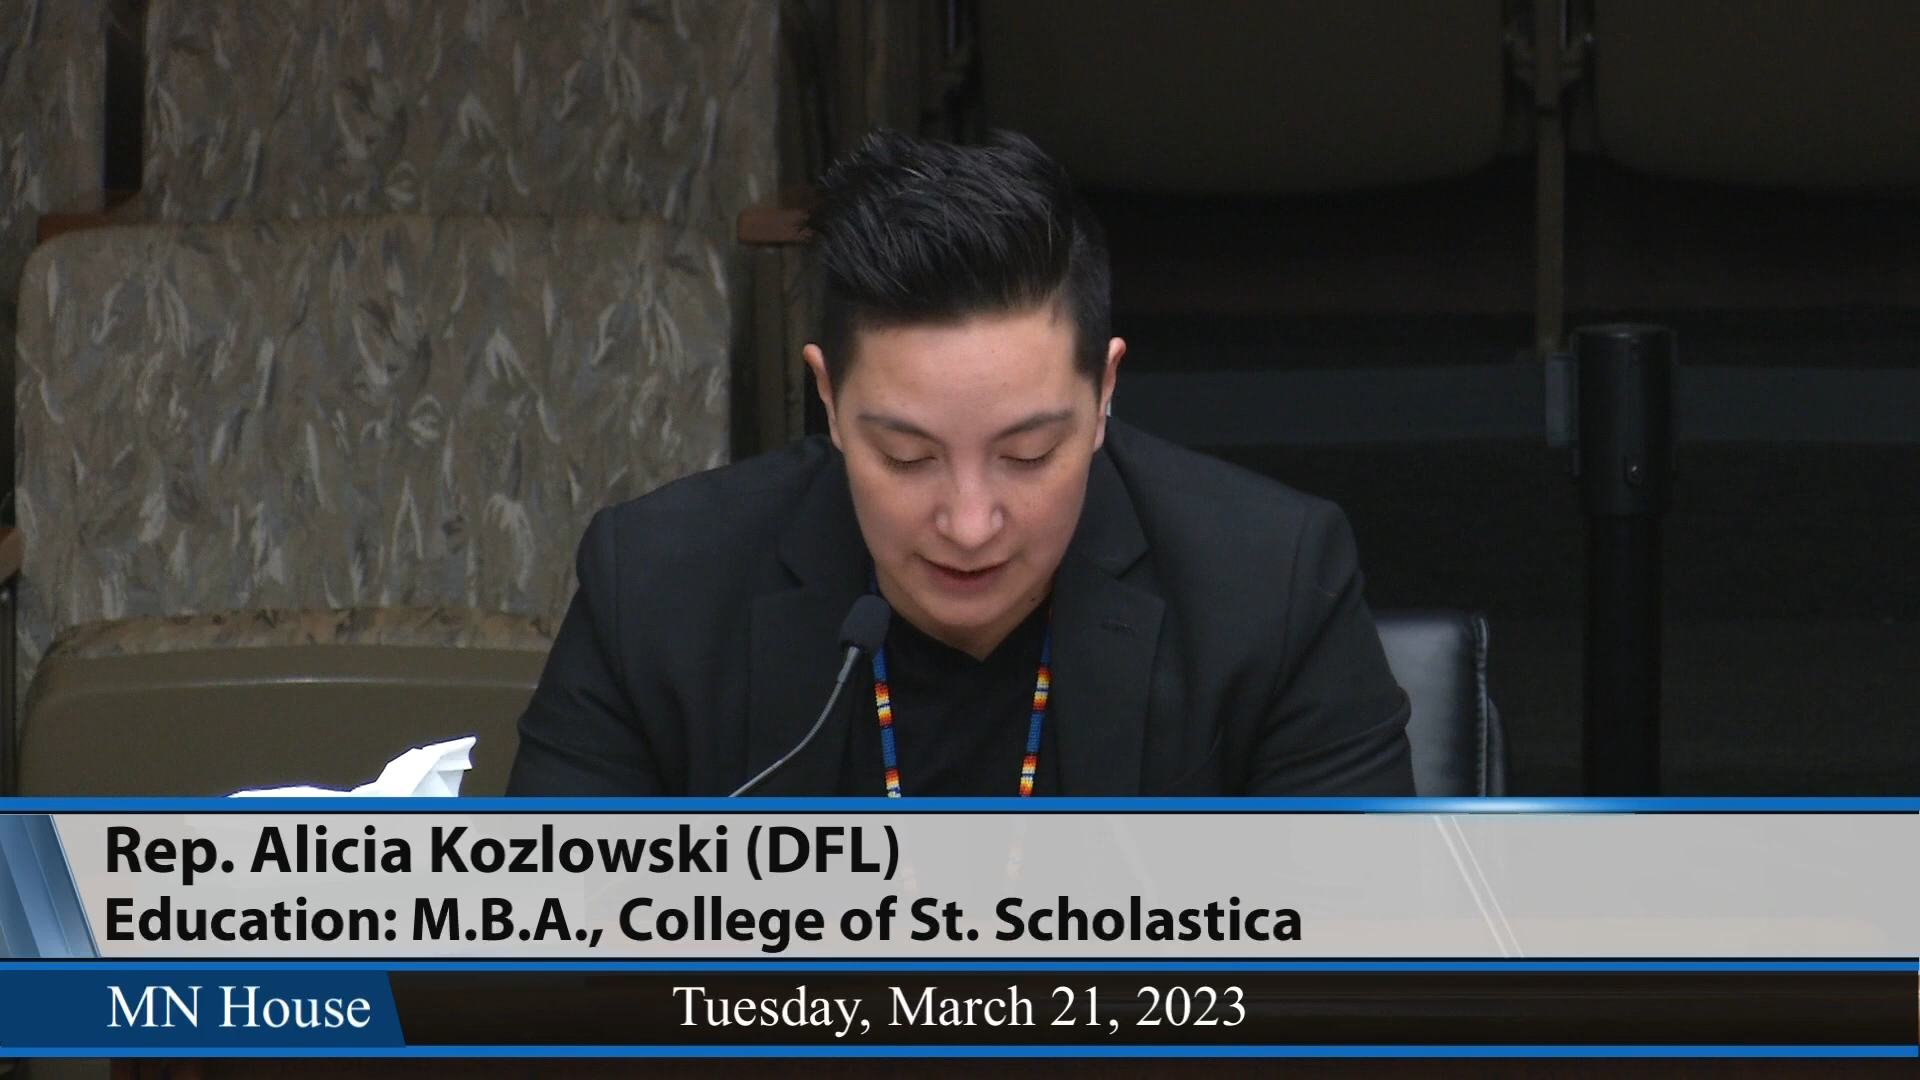 Rep. Alicia Kozlowski (DFL)
Education: M.B.A., College of St. Scholastica
MN House
Tuesday, March 21, 2023